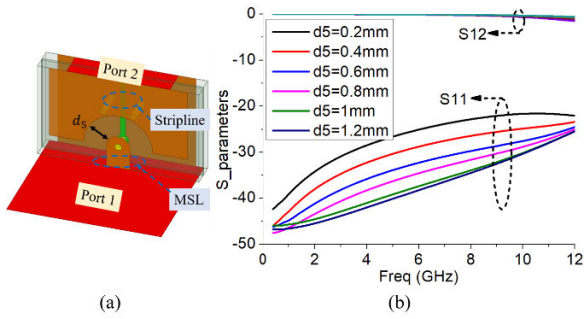 Port 2
d5
Stripline
MSL
Port 1
(a)
S_parameters
0
-10
-20
-30
-40
-50
d5=0.2mm
d5=0.4mm
d5=0.6mm
d5=0.8mm
d5=1mm
d5=1.2mm
S12
S11
0 2 4 6 8 10 12
Freq (GHz)
(b)